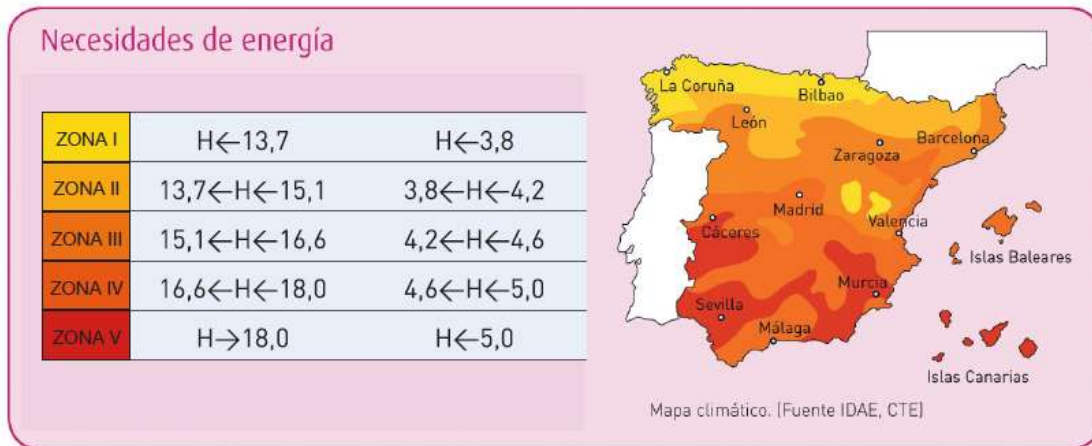 Necesidades de energía
ZONA I H←13,7 H←3,8
ZONA II 13,7←H←15,1 3,8←H←4,2
ZONA III 15,1←H←16,6 4,2←H←4,6
ZONA IV 16,6←H←18,0 4,6←H←5,0
ZONA V H→18,0 H←5,0
La Coruña
Bilbao
León
Barcelona
Zaragoza
Madrid
Valencia
Cáceres
Islas Baleares
Murcia
Sevilla
Málaga
Islas Canarias
Mapa climático. (Fuente IDAE, CTE)